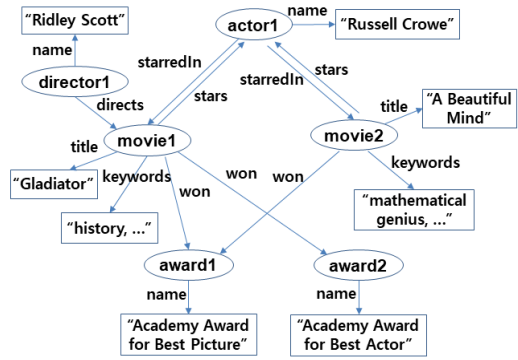 "Ridley Scott"
name
actor1
name
"Russell Crowe"
director1
starredIn
stars
starredIn
stars
directs
title
"A Beautiful
Mind"
movie1
movie2
title
keywords
won
won
won
keywords
"Gladiator"
"history, ..."
"mathematical
genius, ..."
award1
award2
name
name
"Academy Award
for Best Picture"
"Academy Award
for Best Actor"